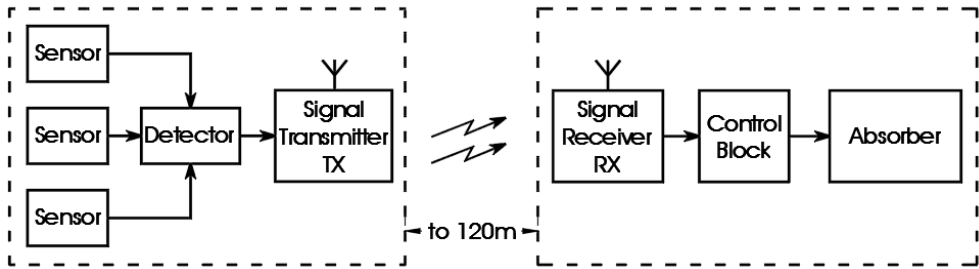 Sensor
Sensor
Sensor
Detector
Signal
Transmitter
TX
to 120m
Signal
Receiver
RX
Control
Block
Absorber